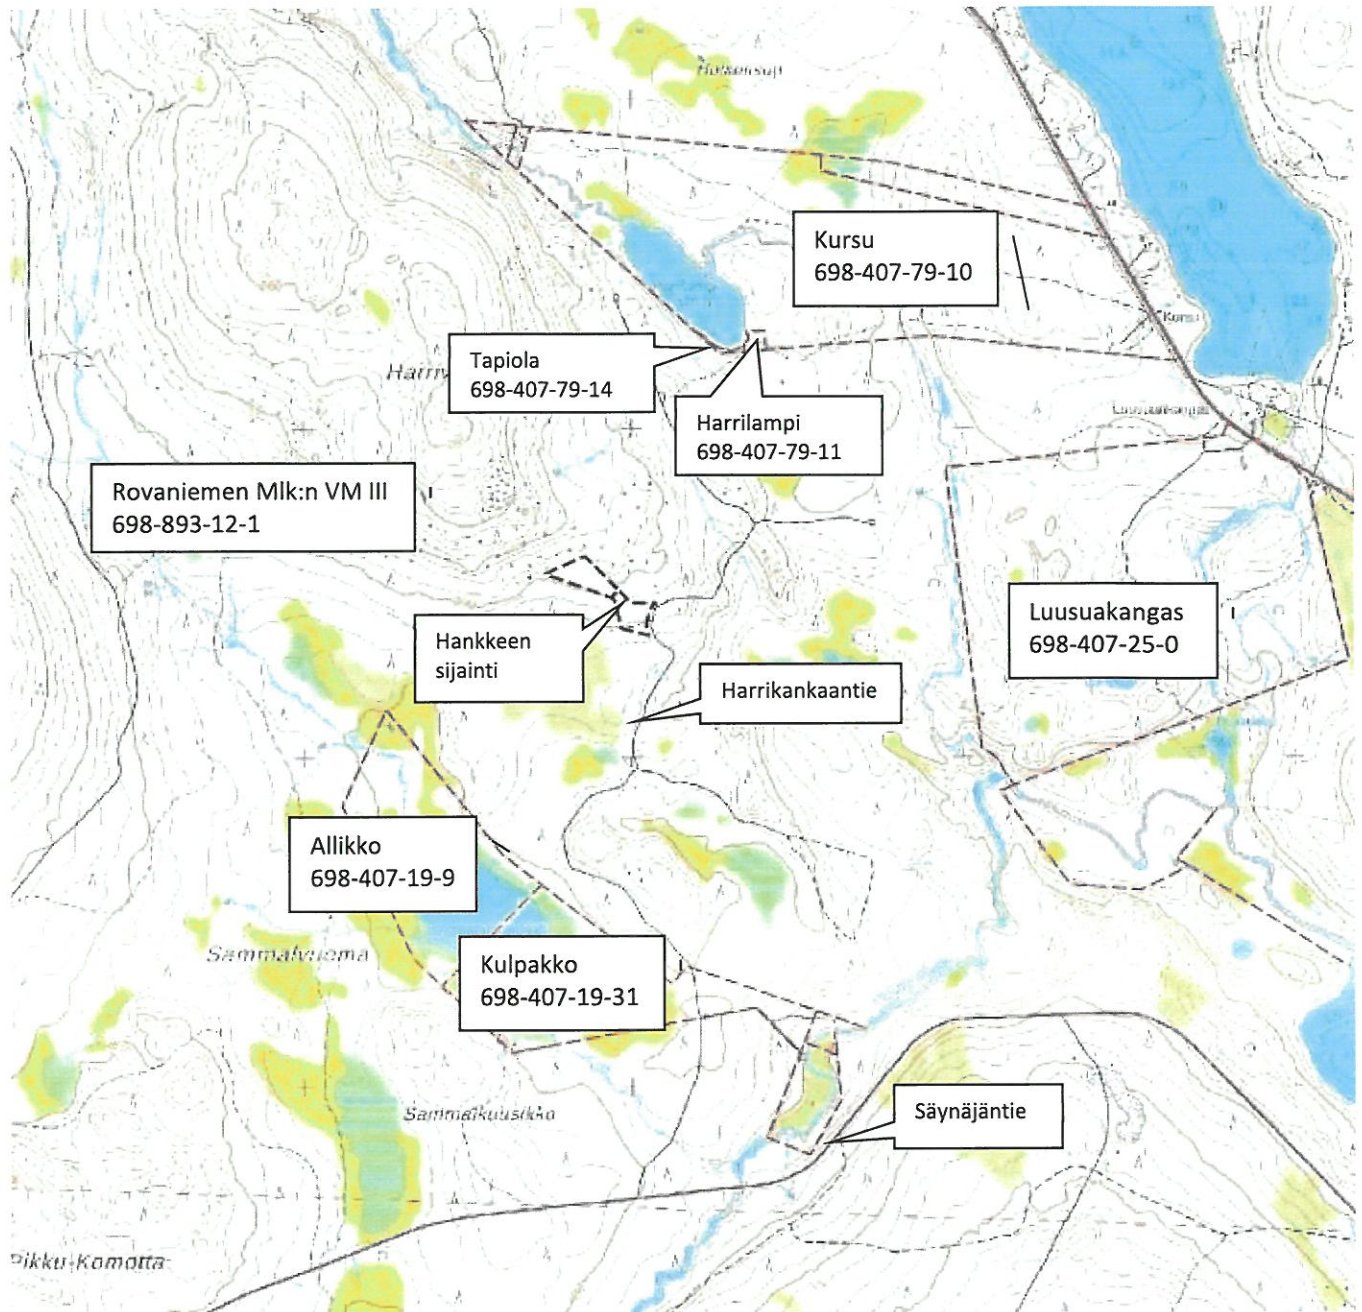 Kursu
698-407-79-10
Kursu
Tapiola
698-407-79-14
Harrilampi
698-407-79-11
Rovaniemen Mlk:n VM III
698-893-12-1
Luusuakangas
698-407-25-0
Hankkeen
sijainti
Harrikankaantie
Allikko
698-407-19-9
Sammalvuoma
Kulpakko
698-407-19-31
Säynäjäntie
Sammalkuusikko
Pikku-Komotta